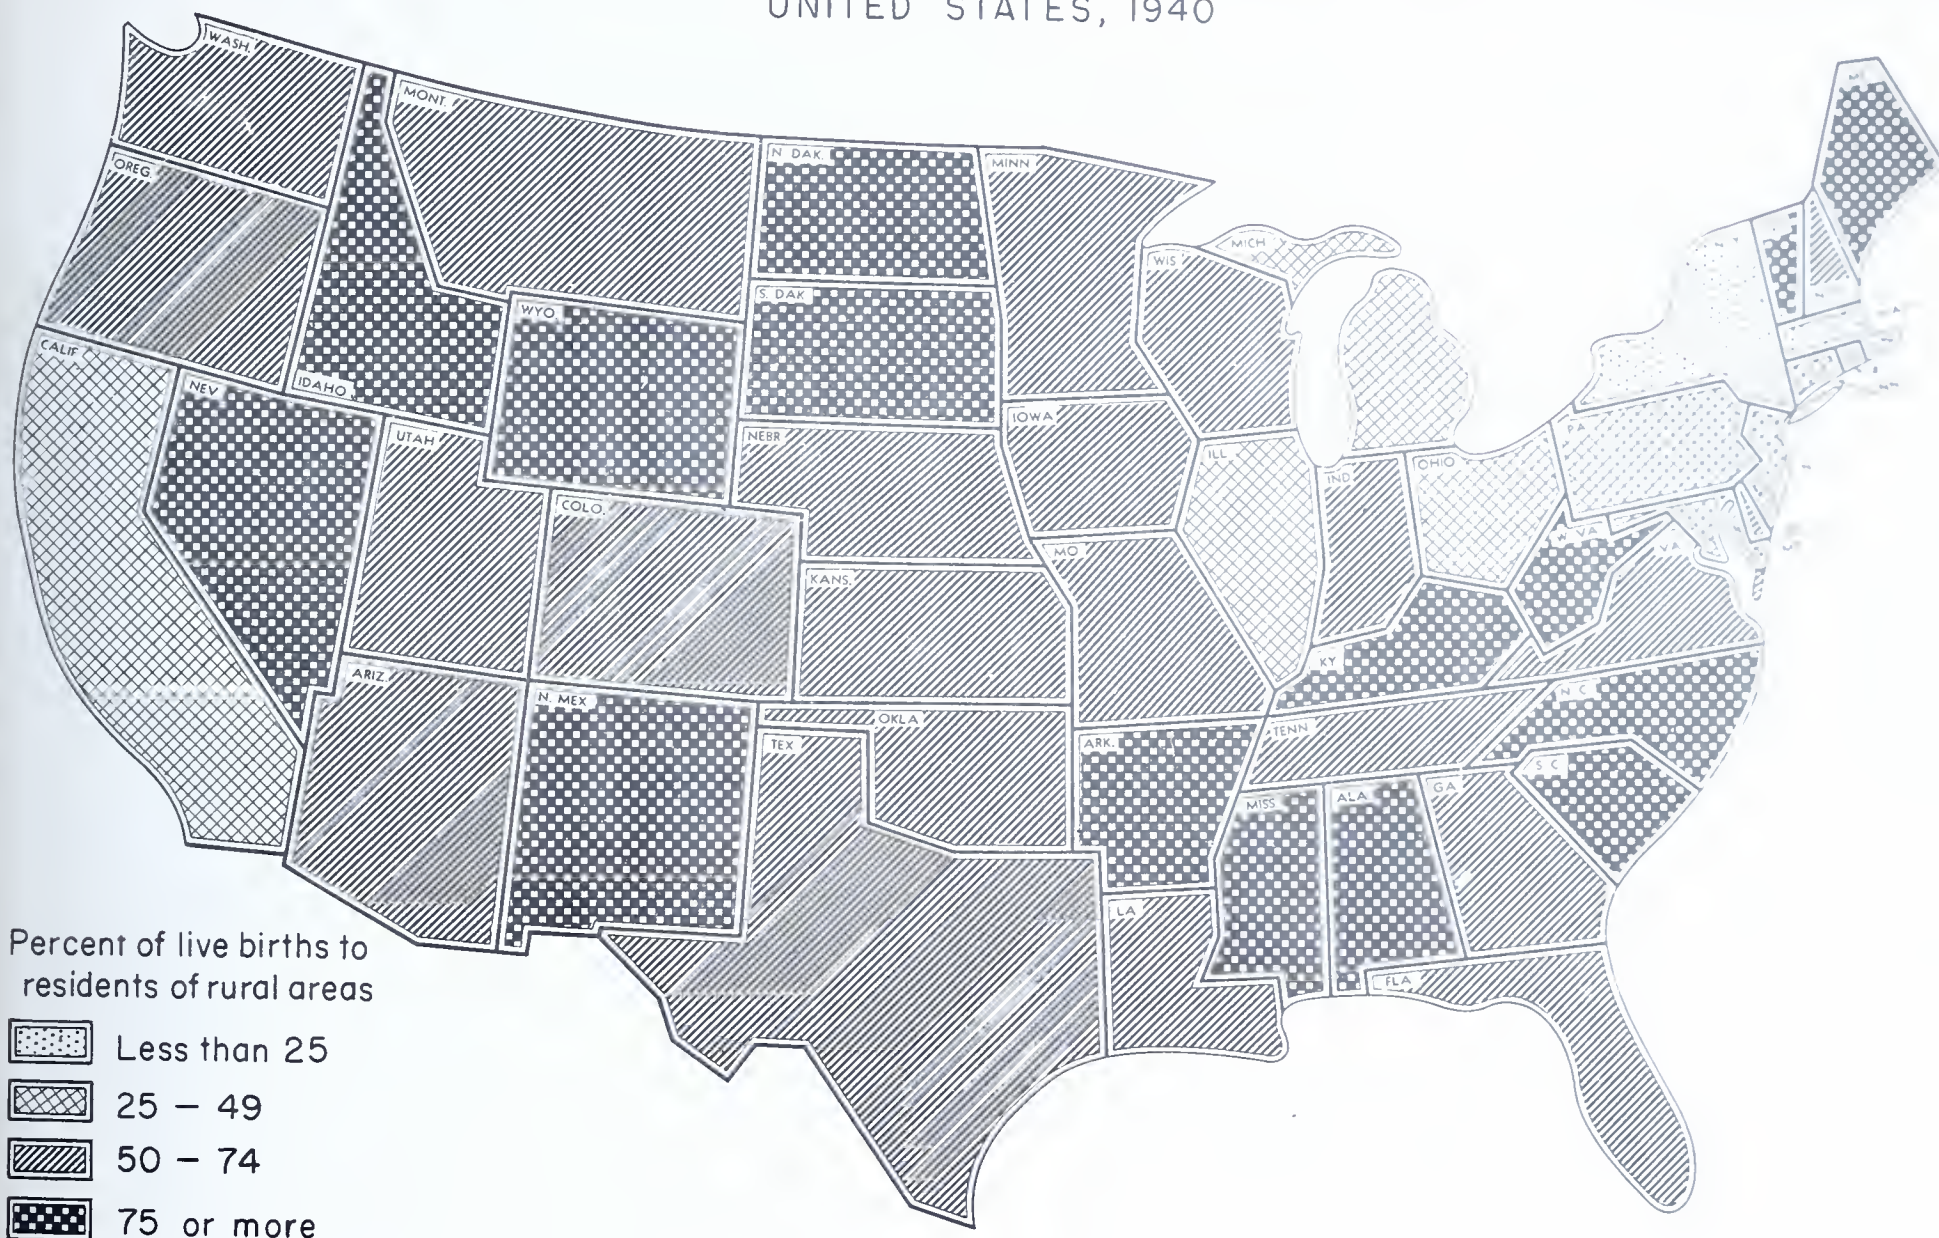 UNITED STATES, 1940
WASH.
MONT.
N. DAK.
MINN
OREG.
MICH
WIS
S. DAK
WYO.
CALIF
NEV
IDAHO
UTAH
IOWA
NEBR
PA
ILL
OHIO
IND
COLO.
W VA
MO
VA
KANS.
KY
ARIZ.
N. MEX
N C
OKLA
TENN
TEX
ARK.
S C
MISS
ALA
GA
LA
FLA
Percent of live births to
residents of rural areas
Less than 25
25 – 49
50 – 74
75 or more